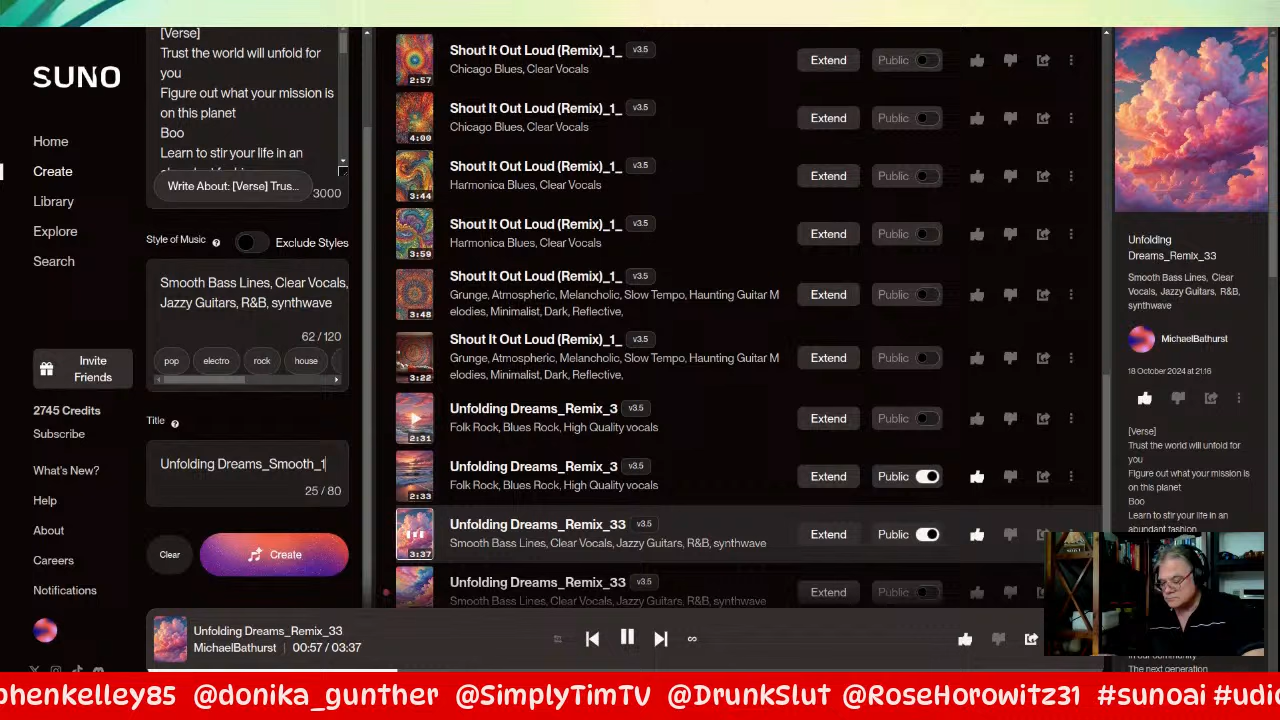 SUNO
Home
Create
Library
Explore
Search
Invite
Friends
2745 Credits
Subscribe
What's New?
Help
About
Careers
Notifications
[Verse]
Trust the world will unfold for
you
Figure out what your mission is
on this planet
Boo
Learn to stir your life in an
Write About: [Verse] Trus...
3000
Style of Music
Exclude Styles
Smooth Bass Lines, Clear Vocals,
Jazzy Guitars, R&B, synthwave
62 / 120
pop
electro
rock
house
Title
Unfolding Dreams_Smooth_1
25 / 80
Clear
Create
Shout It Out Loud (Remix)_1_ v3.5
Chicago Blues, Clear Vocals
2:57
Extend
Public
Shout It Out Loud (Remix)_1_ v3.5
Chicago Blues, Clear Vocals
4:00
Extend
Public
Shout It Out Loud (Remix)_1_ v3.5
Harmonica Blues, Clear Vocals
3:44
Extend
Public
Shout It Out Loud (Remix)_1_ v3.5
Harmonica Blues, Clear Vocals
3:59
Extend
Public
Shout It Out Loud (Remix)_1_ v3.5
Grunge, Atmospheric, Melancholic, Slow Tempo, Haunting Guitar M
elodies, Minimalist, Dark, Reflective,
3:48
Extend
Public
Shout It Out Loud (Remix)_1_ v3.5
Grunge, Atmospheric, Melancholic, Slow Tempo, Haunting Guitar M
elodies, Minimalist, Dark, Reflective,
3:22
Extend
Public
Unfolding Dreams_Remix_3 v3.5
Folk Rock, Blues Rock, High Quality vocals
2:31
Extend
Public
Unfolding Dreams_Remix_3 v3.5
Folk Rock, Blues Rock, High Quality vocals
2:33
Extend
Public
Unfolding Dreams_Remix_33 v3.5
Smooth Bass Lines, Clear Vocals, Jazzy Guitars, R&B, synthwave
3:37
Extend
Public
Unfolding Dreams_Remix_33 v3.5
Smooth Bass Lines, Clear Vocals, Jazzy Guitars, R&B, synthwave
Extend
Public
Unfolding
Dreams_Remix_33
Smooth Bass Lines, Clear
Vocals, Jazzy Guitars, R&B,
synthwave
MichaelBathurst
18 October 2024 at 21:16
[Verse]
Trust the world will unfold for
you
Figure out what your mission is
on this planet
Boo
Learn to stir your life in an
abundant fashion
The next generation
Unfolding Dreams_Remix_33
MichaelBathurst | 00:57 / 03:37
phenkelley85 @donika_gunther @SimplyTimTV @DrunkSlut @RoseHorowitz31 #sunoai #udio